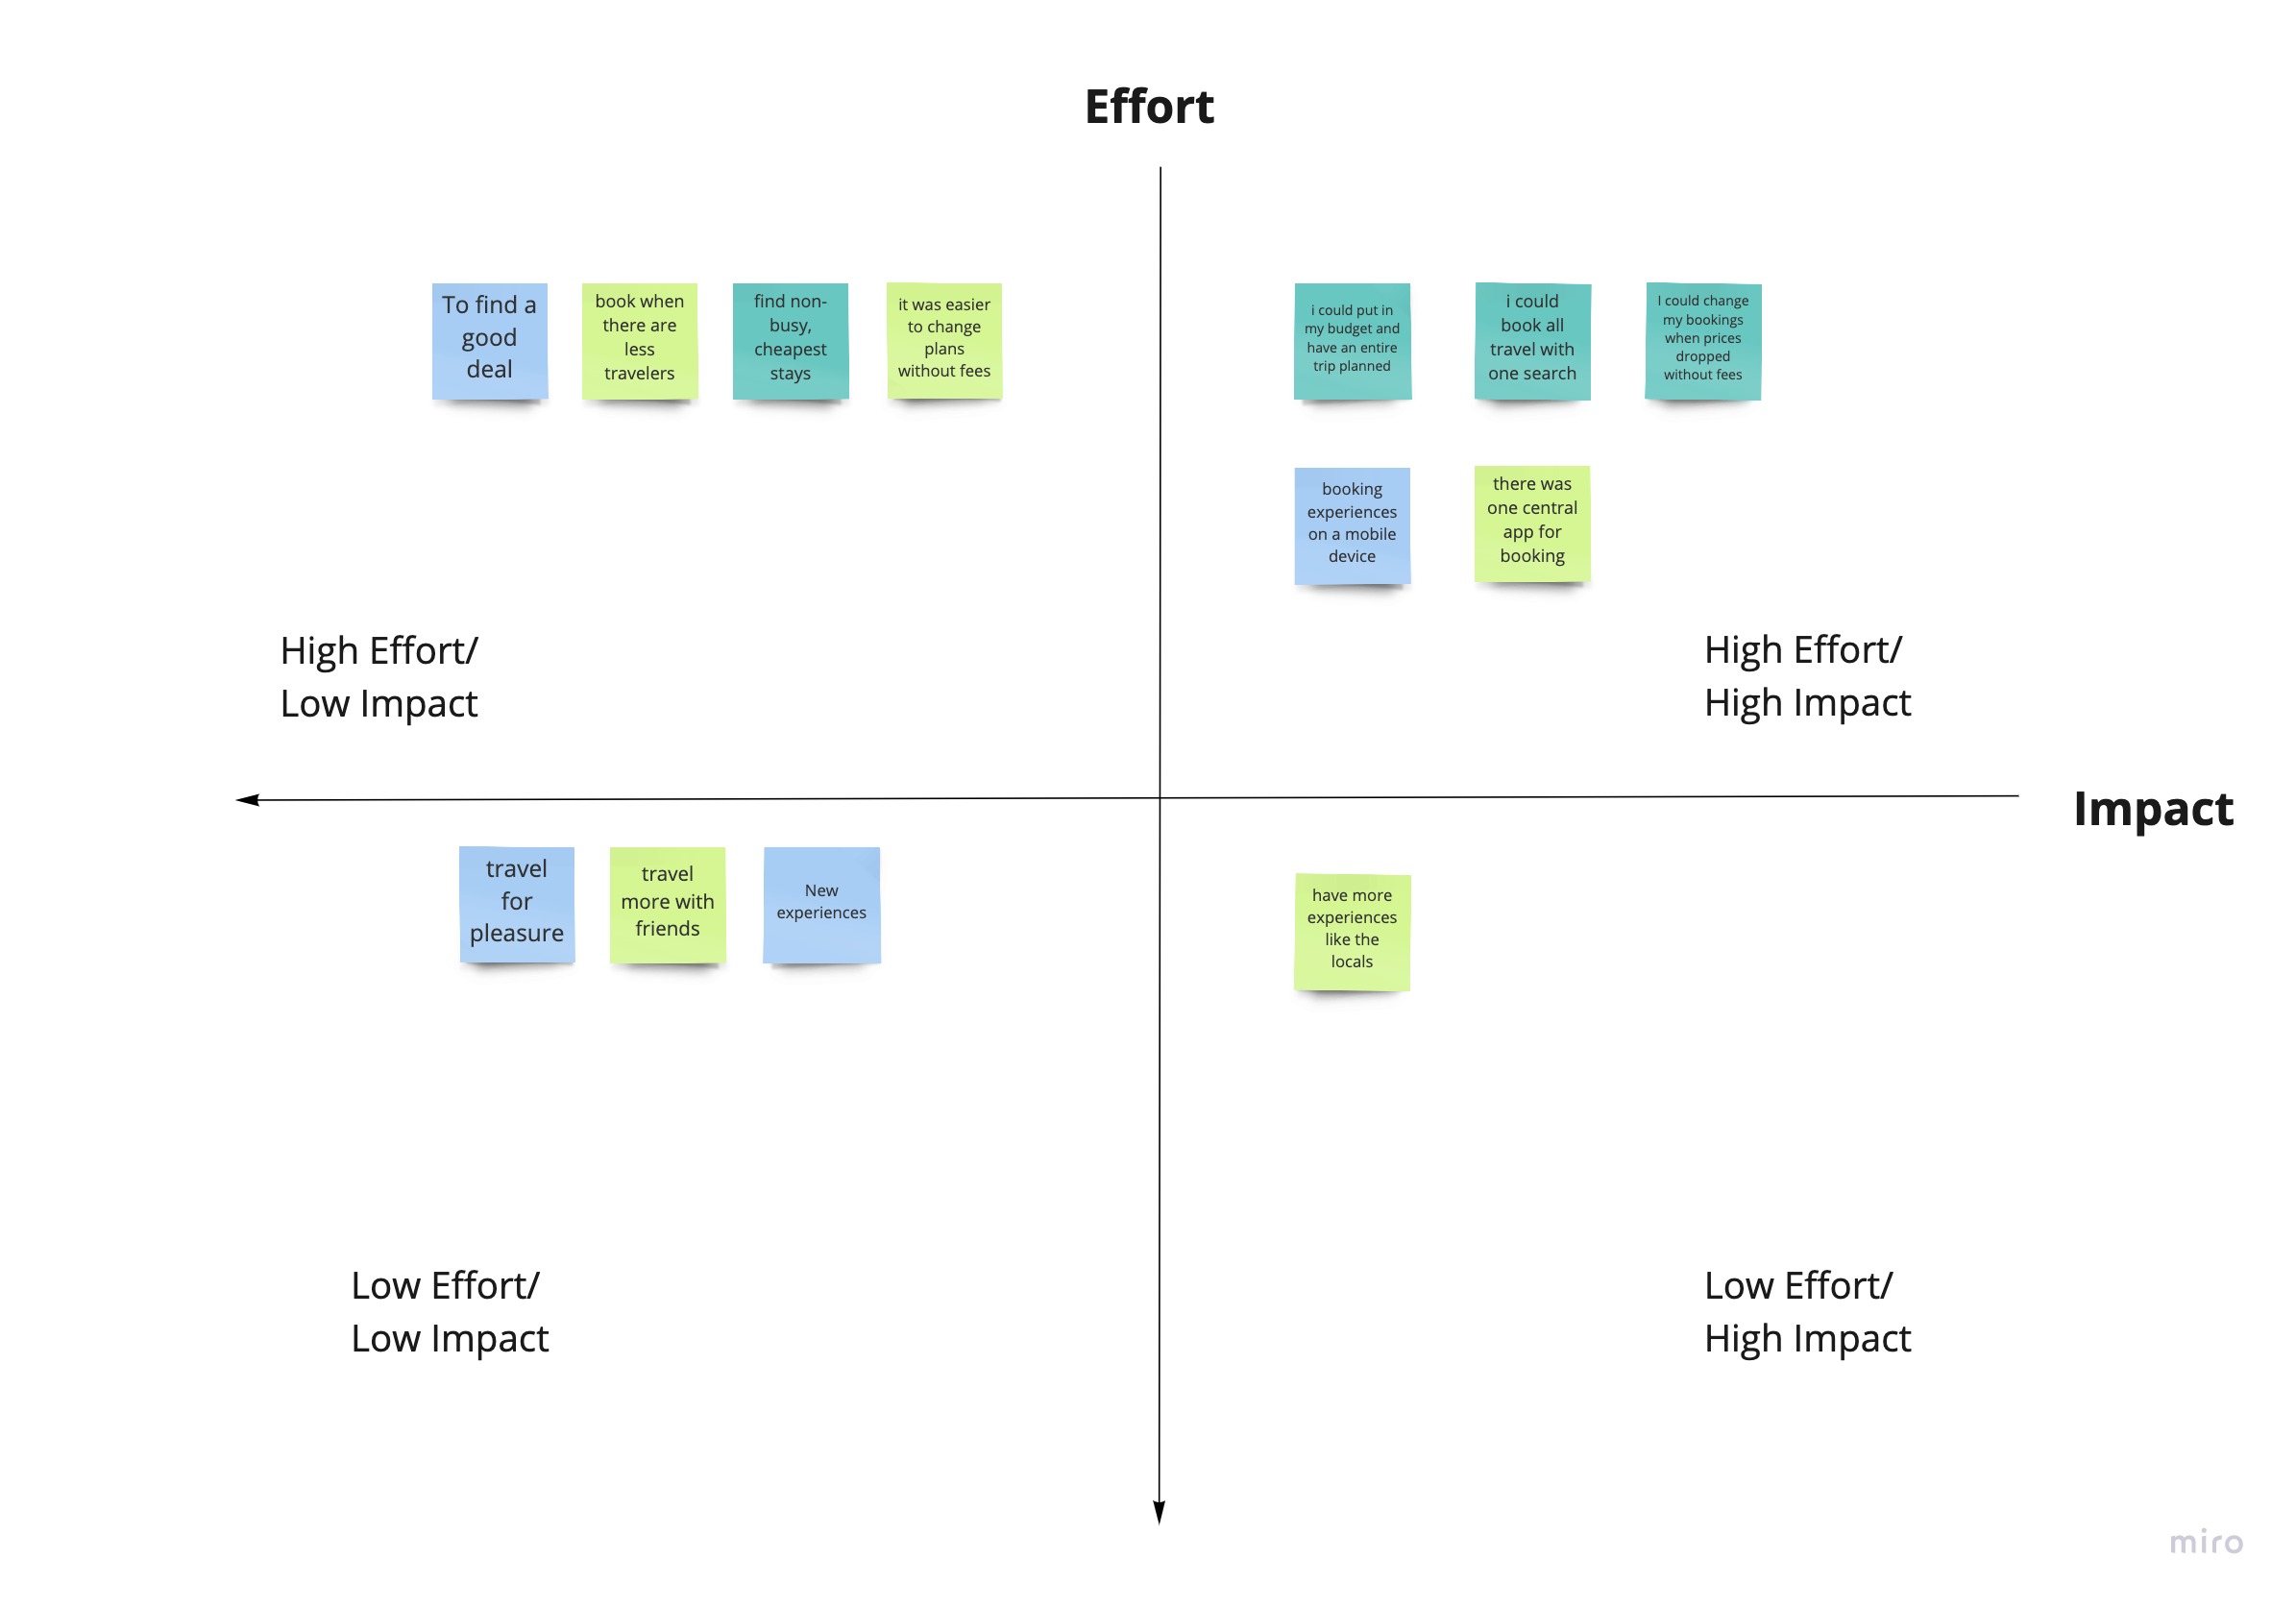 Effort
To find a
good
deal
book when
there are
less
travelers
find non-
busy,
cheapest
stays
it was easier
to change
plans
without fees
i could put in
my budget and
have an entire
trip planned
i could
book all
travel with
one search
I could change
my bookings
when prices
dropped
without fees
booking
experiences
on a mobile
device
there was
one central
app for
booking
High Effort/
Low Impact
High Effort/
High Impact
Impact
travel
for
pleasure
travel
more with
friends
New
experiences
have more
experiences
like the
locals
Low Effort/
Low Impact
Low Effort/
High Impact
miro